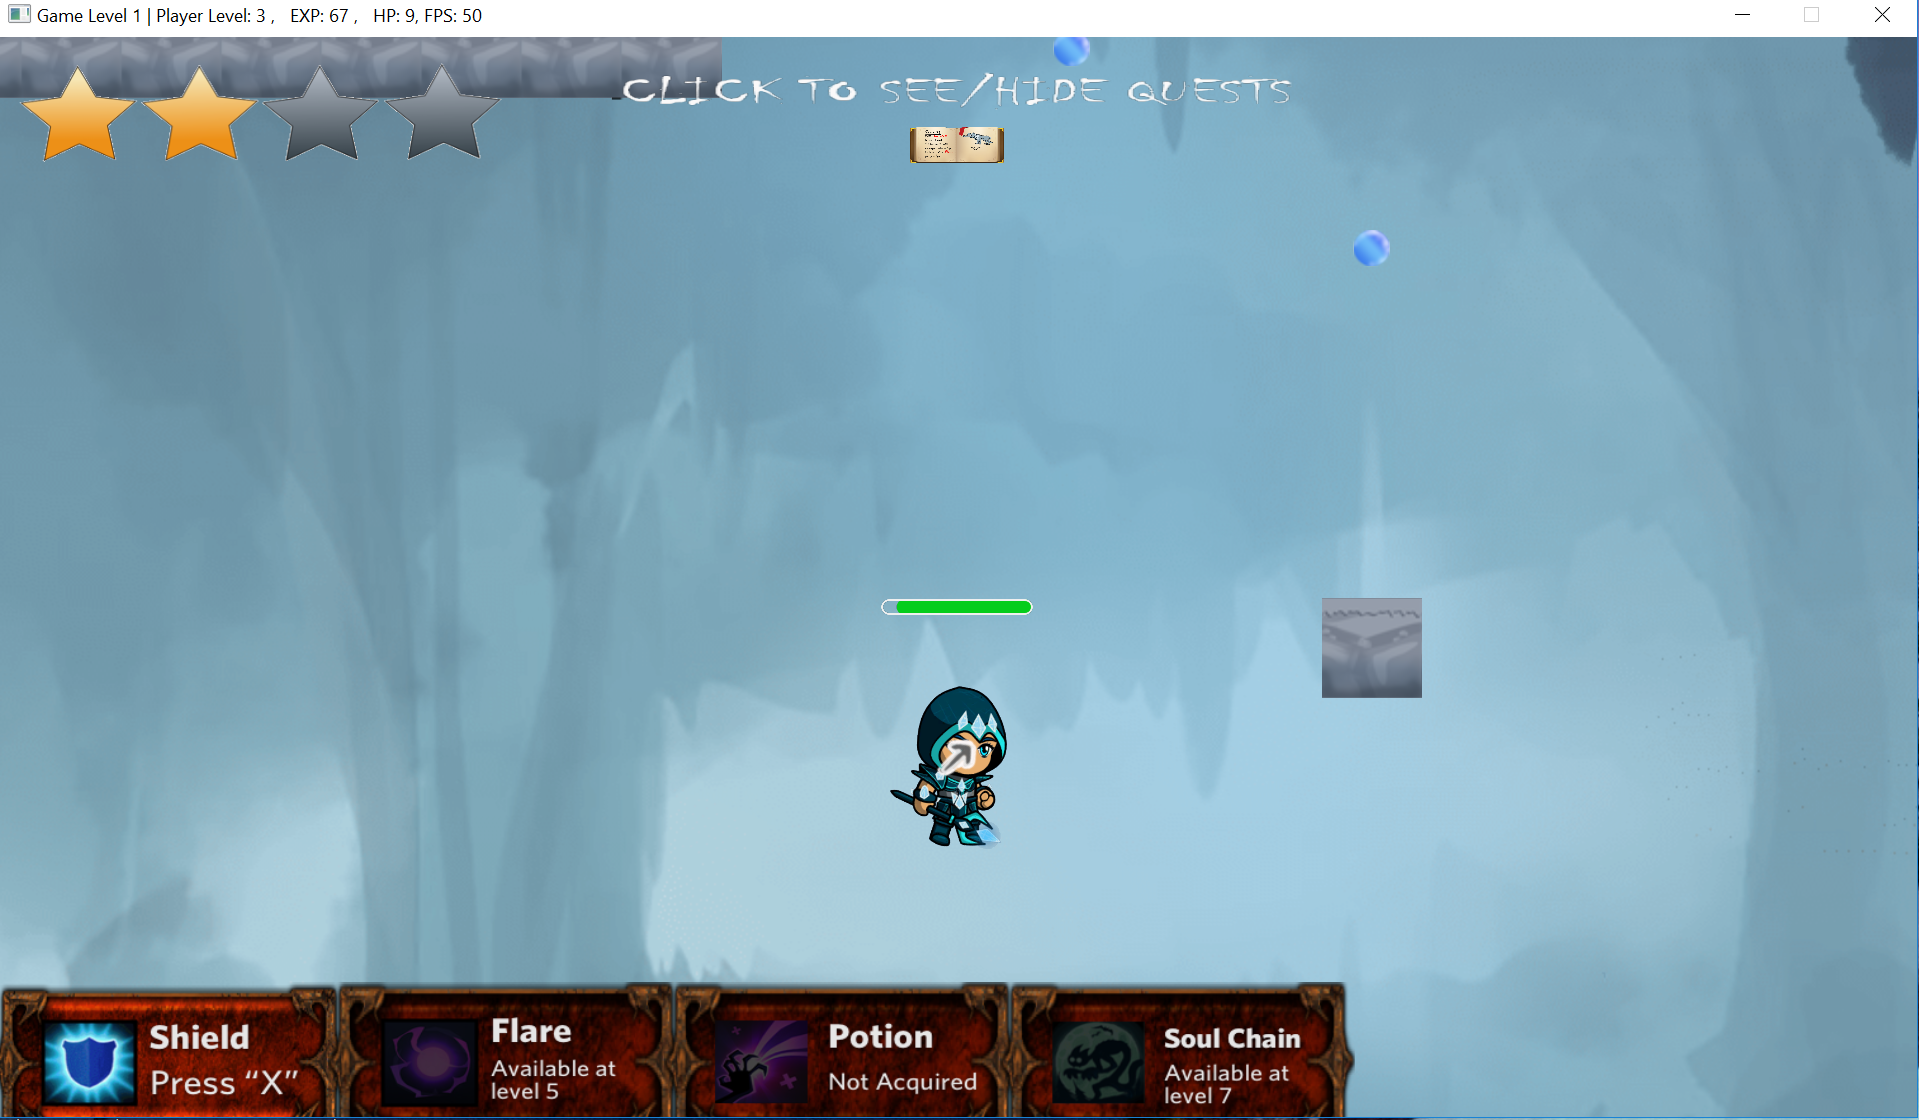 Game Level 1 | Player Level: 3 ,   EXP: 67 ,   HP: 9, FPS: 50
CLICK TO SEE/HIDE QUESTS
Shield
Press “X”
Flare
Available at
level 5
Potion
Not Acquired
Soul Chain
Available at
level 7